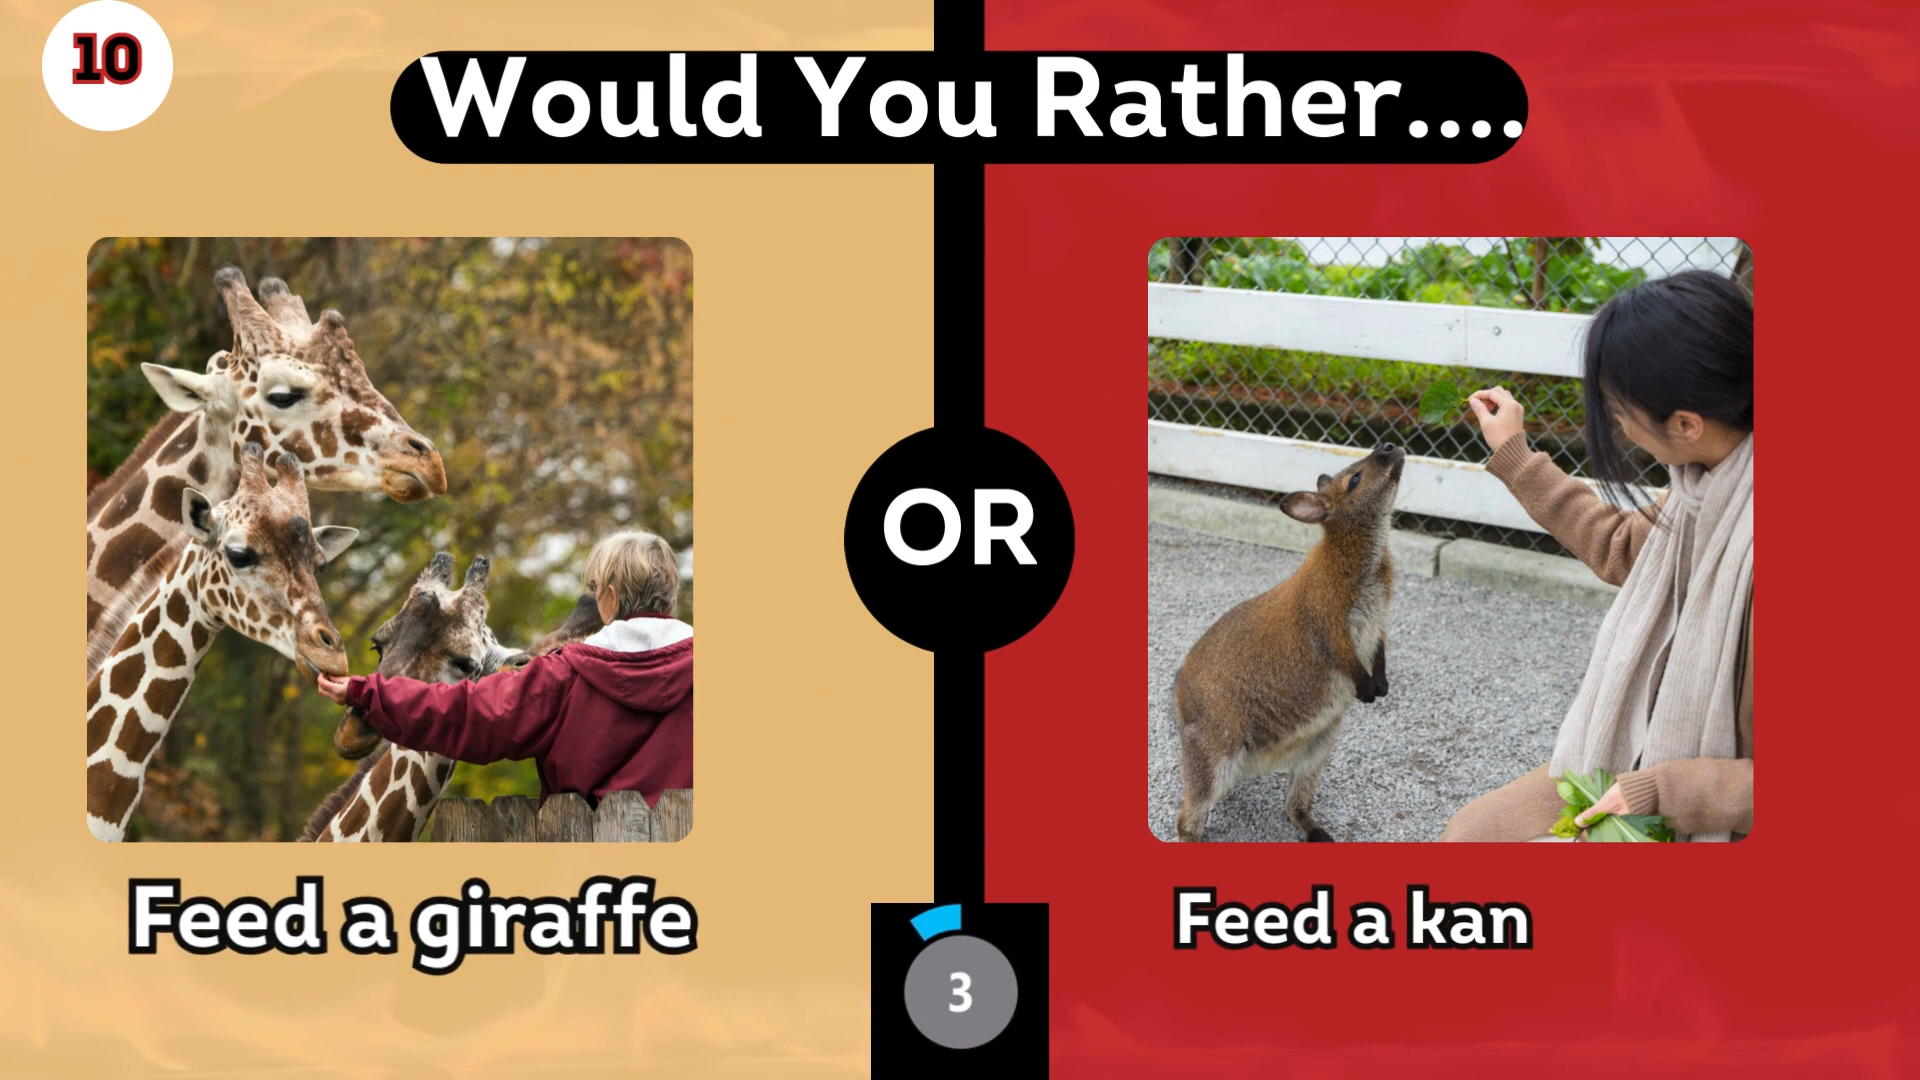 10
Would You Rather....
OR
Feed a giraffe
Feed a kan
3